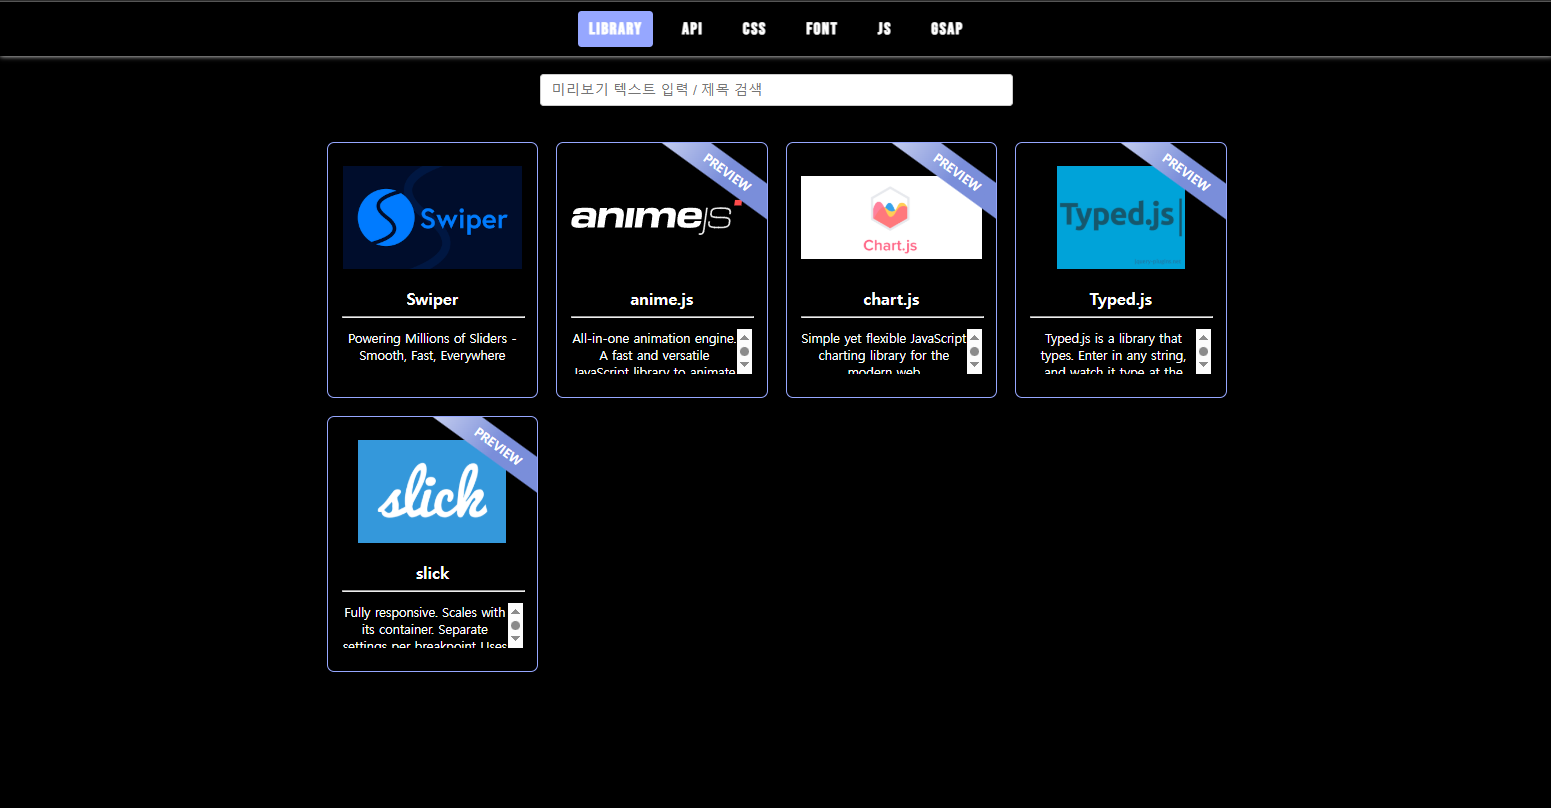 LIBRARY API CSS FONT JS GSAP
미리보기 텍스트 입력 / 제목 검색
Swiper
Swiper
Powering Millions of Sliders -
Smooth, Fast, Everywhere
PREVIEW
animeJS
anime.js
All-in-one animation engine.
A fast and versatile
JavaScript library to animate
PREVIEW
Chart.js
chart.js
Simple yet flexible JavaScript
charting library for the
modern web
PREVIEW
Typed.js|
Typed.js
Typed.js is a library that
types. Enter in any string,
and watch it type at the
PREVIEW
slick
slick
Fully responsive. Scales with
its container. Separate
settings per breakpoint Uses